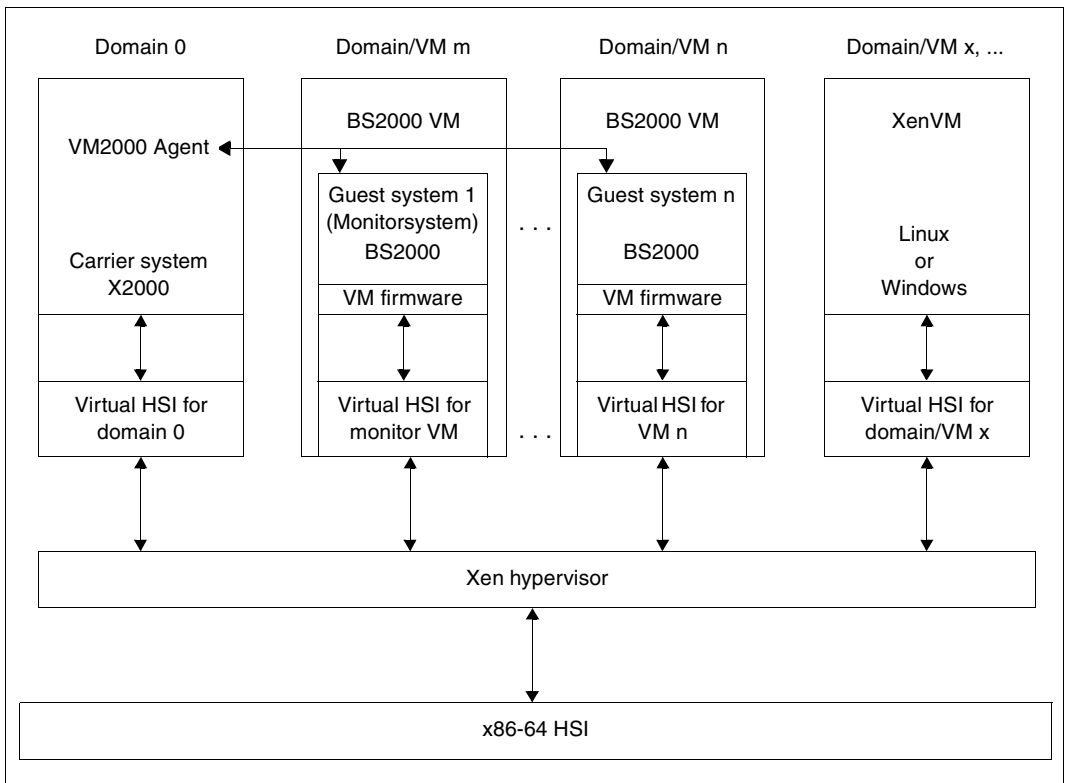 Domain 0
Domain/VM m
Domain/VM n
Domain/VM x, ...
BS2000 VM
BS2000 VM
XenVM
VM2000 Agent
Guest system 1
(Monitorsystem)
BS2000
Guest system n
BS2000
. . .
Linux
or
Windows
Carrier system
X2000
VM firmware
VM firmware
Virtual HSI for
domain 0
Virtual HSI for
monitor VM
. . .
Virtual HSI for
VM n
Virtual HSI for
domain/VM x
Xen hypervisor
x86-64 HSI